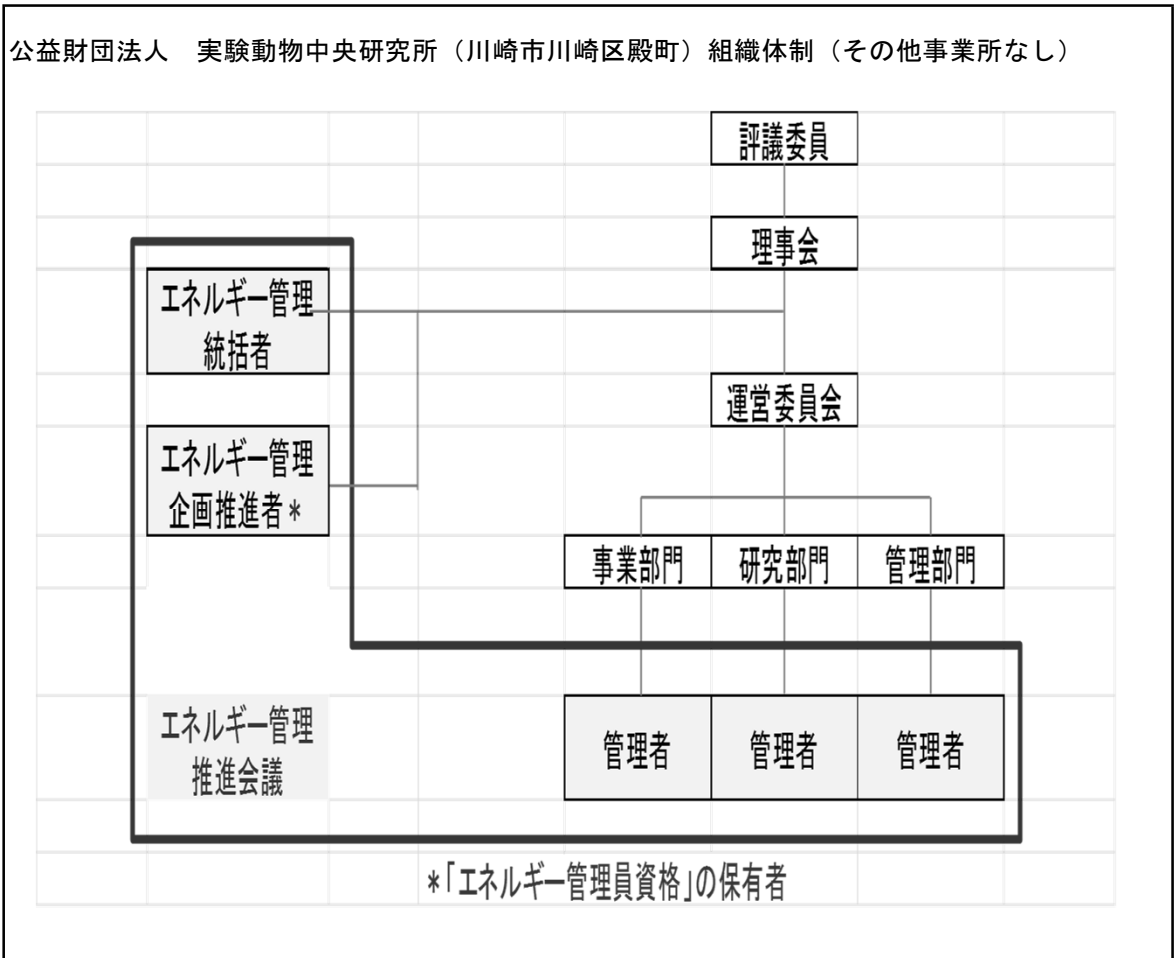 公益財団法人　実験動物中央研究所（川崎市川崎区殿町）組織体制（その他事業所なし）
評議委員
理事会
エネルギー管理
統括者
運営委員会
エネルギー管理
企画推進者＊
事業部門
研究部門
管理部門
エネルギー管理
推進会議
管理者
管理者
管理者
＊「エネルギー管理員資格」の保有者